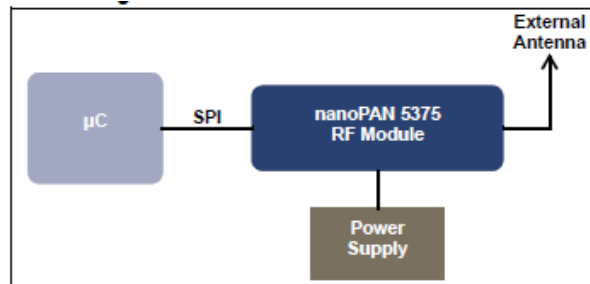 External
Antenna
µC
SPI
nanoPAN 5375
RF Module
Power
Supply